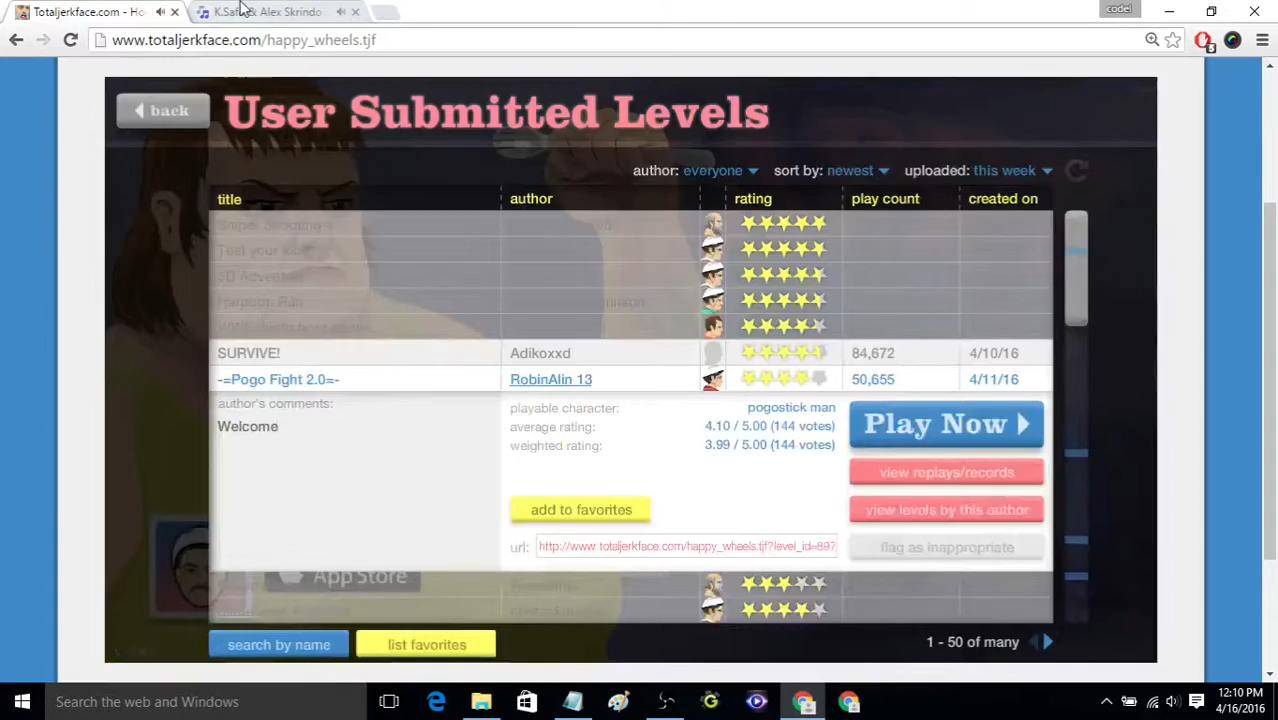 Totaljerkface.com - Ho
K.Safo & Alex Skrindo
codel
www.totaljerkface.com/happy_wheels.tjf
back
User Submitted Levels
author: everyone sort by: newest uploaded: this week
title author rating play count created on
Harpoon Run
SURVIVE! Adikoxxd 84,672 4/10/16
-=Pogo Fight 2.0=- RobinAlin 13 50,655 4/11/16
author's comments:
Welcome
playable character: pogostick man
average rating: 4.10 / 5.00 (144 votes)
weighted rating: 3.99 / 5.00 (144 votes)
Play Now
view replays/records
add to favorites
view levels by this author
url: http://www.totaljerkface.com/happy_wheels.tjf?level_id=897
flag as inappropriate
App Store
search by name list favorites
1 - 50 of many
Search the web and Windows
12:10 PM
4/16/2016